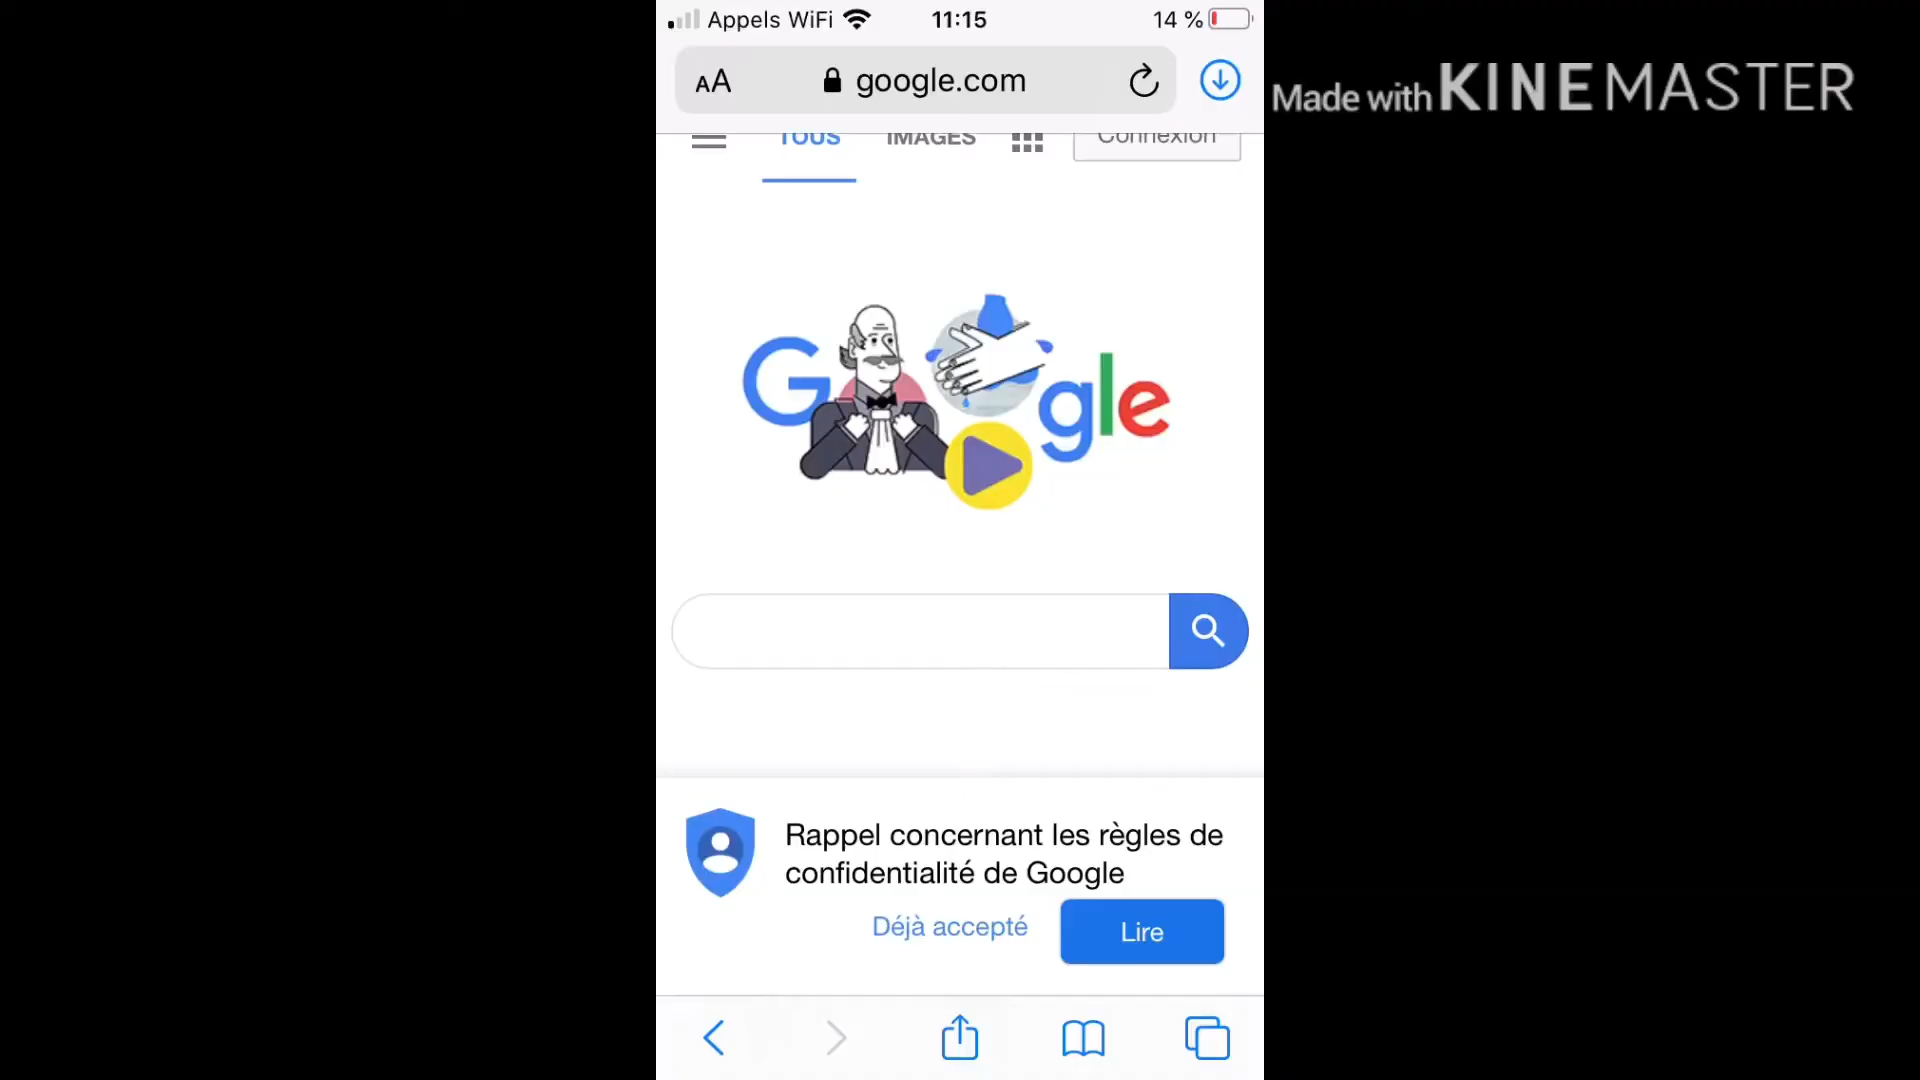 Appels WiFi 11:15 14 %
AA google.com
Made with KINEMASTER
TOUS IMAGES Connexion
Google
Rappel concernant les règles de
confidentialité de Google
Déjà accepté Lire